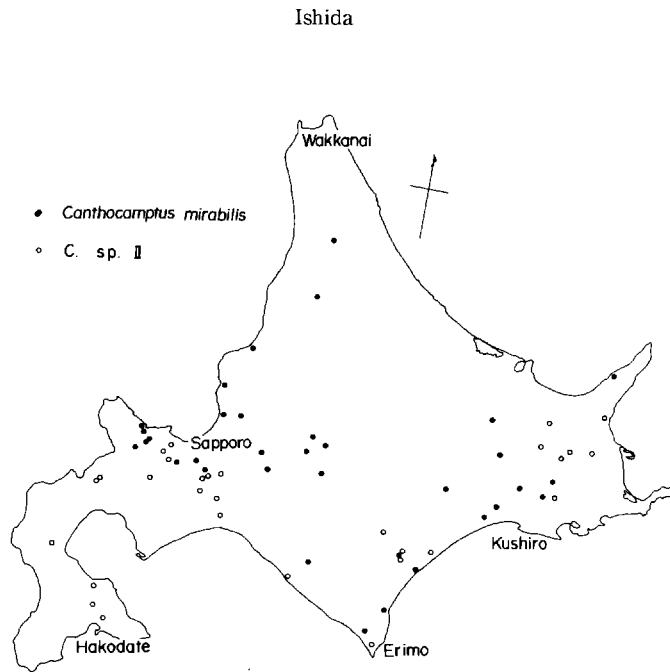 Ishida
Wakkanai
Canthocamptus mirabilis
C. sp. II
Sapporo
Kushiro
Hakodate
Erimo